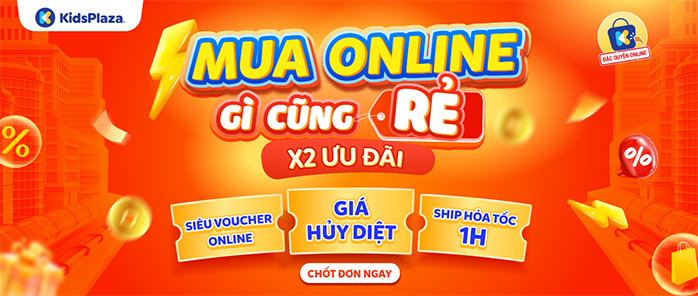 KidsPlaza.
MUA ONLINE
GÌ CŨNG RẺ
X2 ƯU ĐÃI
ĐẶC QUYỀN ONLINE
SIÊU VOUCHER
ONLINE
GIÁ
HỦY DIỆT
SHIP HỎA TỐC
1H
CHỐT ĐƠN NGAY
%
%